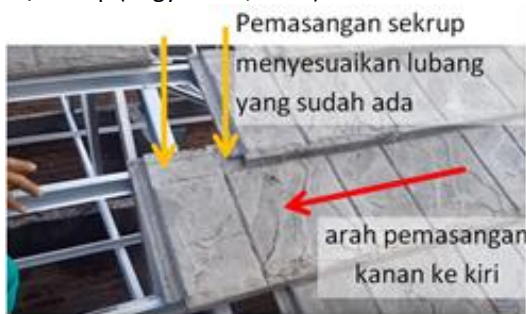 Pemasangan sekrup
menyesuaikan lubang
yang sudah ada
arah pemasangan
kanan ke kiri